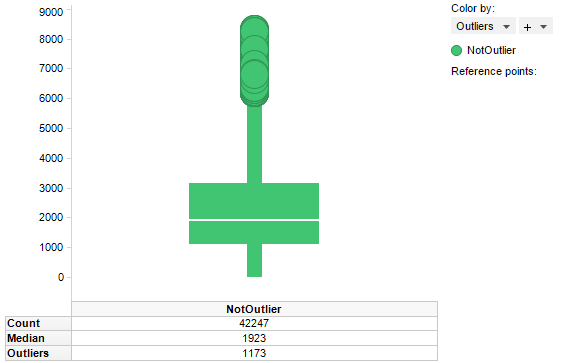 Color by:
Outliers +
NotOutlier
Reference points:
9000
8000
7000
6000
5000
4000
3000
2000
1000
0
NotOutlier
Count 42247
Median 1923
Outliers 1173